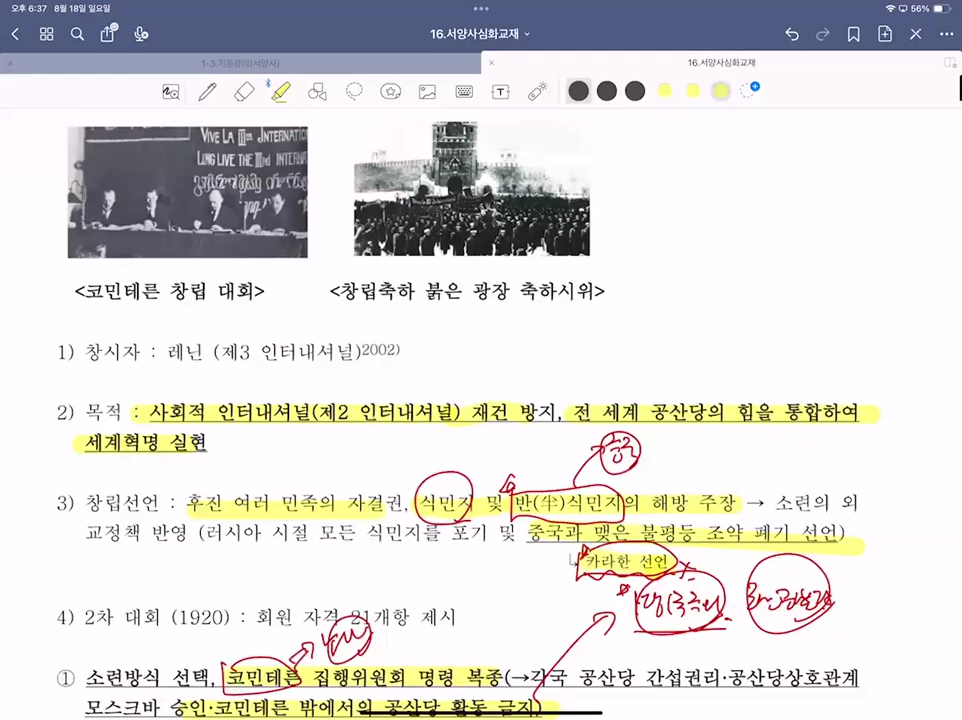 오후 6:37 8월 18일 일요일
56%
16.서양사심화교재
1-3.기본강의(서양사)
16.서양사심화교재
VIVE LA IIIme INTERNATIO
LONG LIVE THE IIIrd INTERNA
<코민테른 창립 대회>
<창립축하 붉은 광장 축하시위>
1) 창시자 : 레닌 (제3 인터내셔널)2002)
2) 목적 : 사회적 인터내셔널(제2 인터내셔널) 재건 방지, 전 세계 공산당의 힘을 통합하여
세계혁명 실현
중국
3) 창립선언 : 후진 여러 민족의 자결권, 식민지 및 반(半)식민지의 해방 주장 → 소련의 외
교정책 반영 (러시아 시절 모든 식민지를 포기 및 중국과 맺은 불평등 조약 폐기 선언)
↳ 카라한 선언
4) 2차 대회 (1920) : 회원 자격 21개항 제시
① 소련방식 선택, 코민테른 집행위원회 명령 복종(→각국 공산당 간섭권리·공산당상호관계
모스크바 승인·코민테른 밖에서의 공산당 활동 금지)